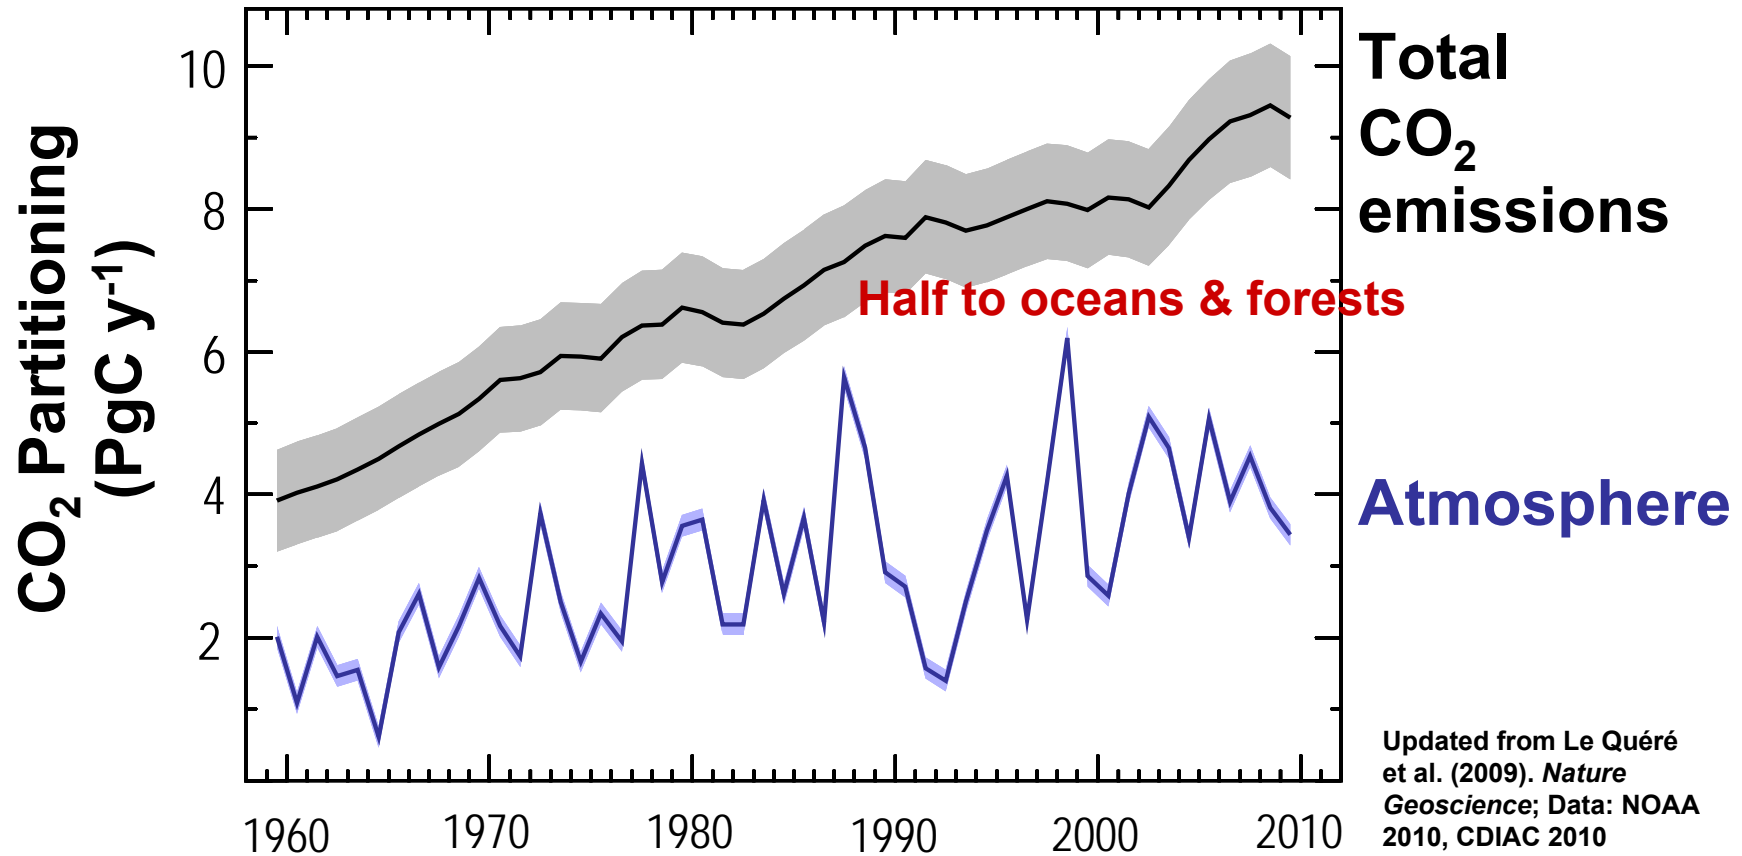 CO₂ Partitioning
(PgC y⁻¹)
10
8
6
4
2
1960
1970
1980
1990
2000
2010
Total
CO₂
emissions
Half to oceans & forests
Atmosphere
Updated from Le Quéré
et al. (2009). Nature
Geoscience; Data: NOAA
2010, CDIAC 2010